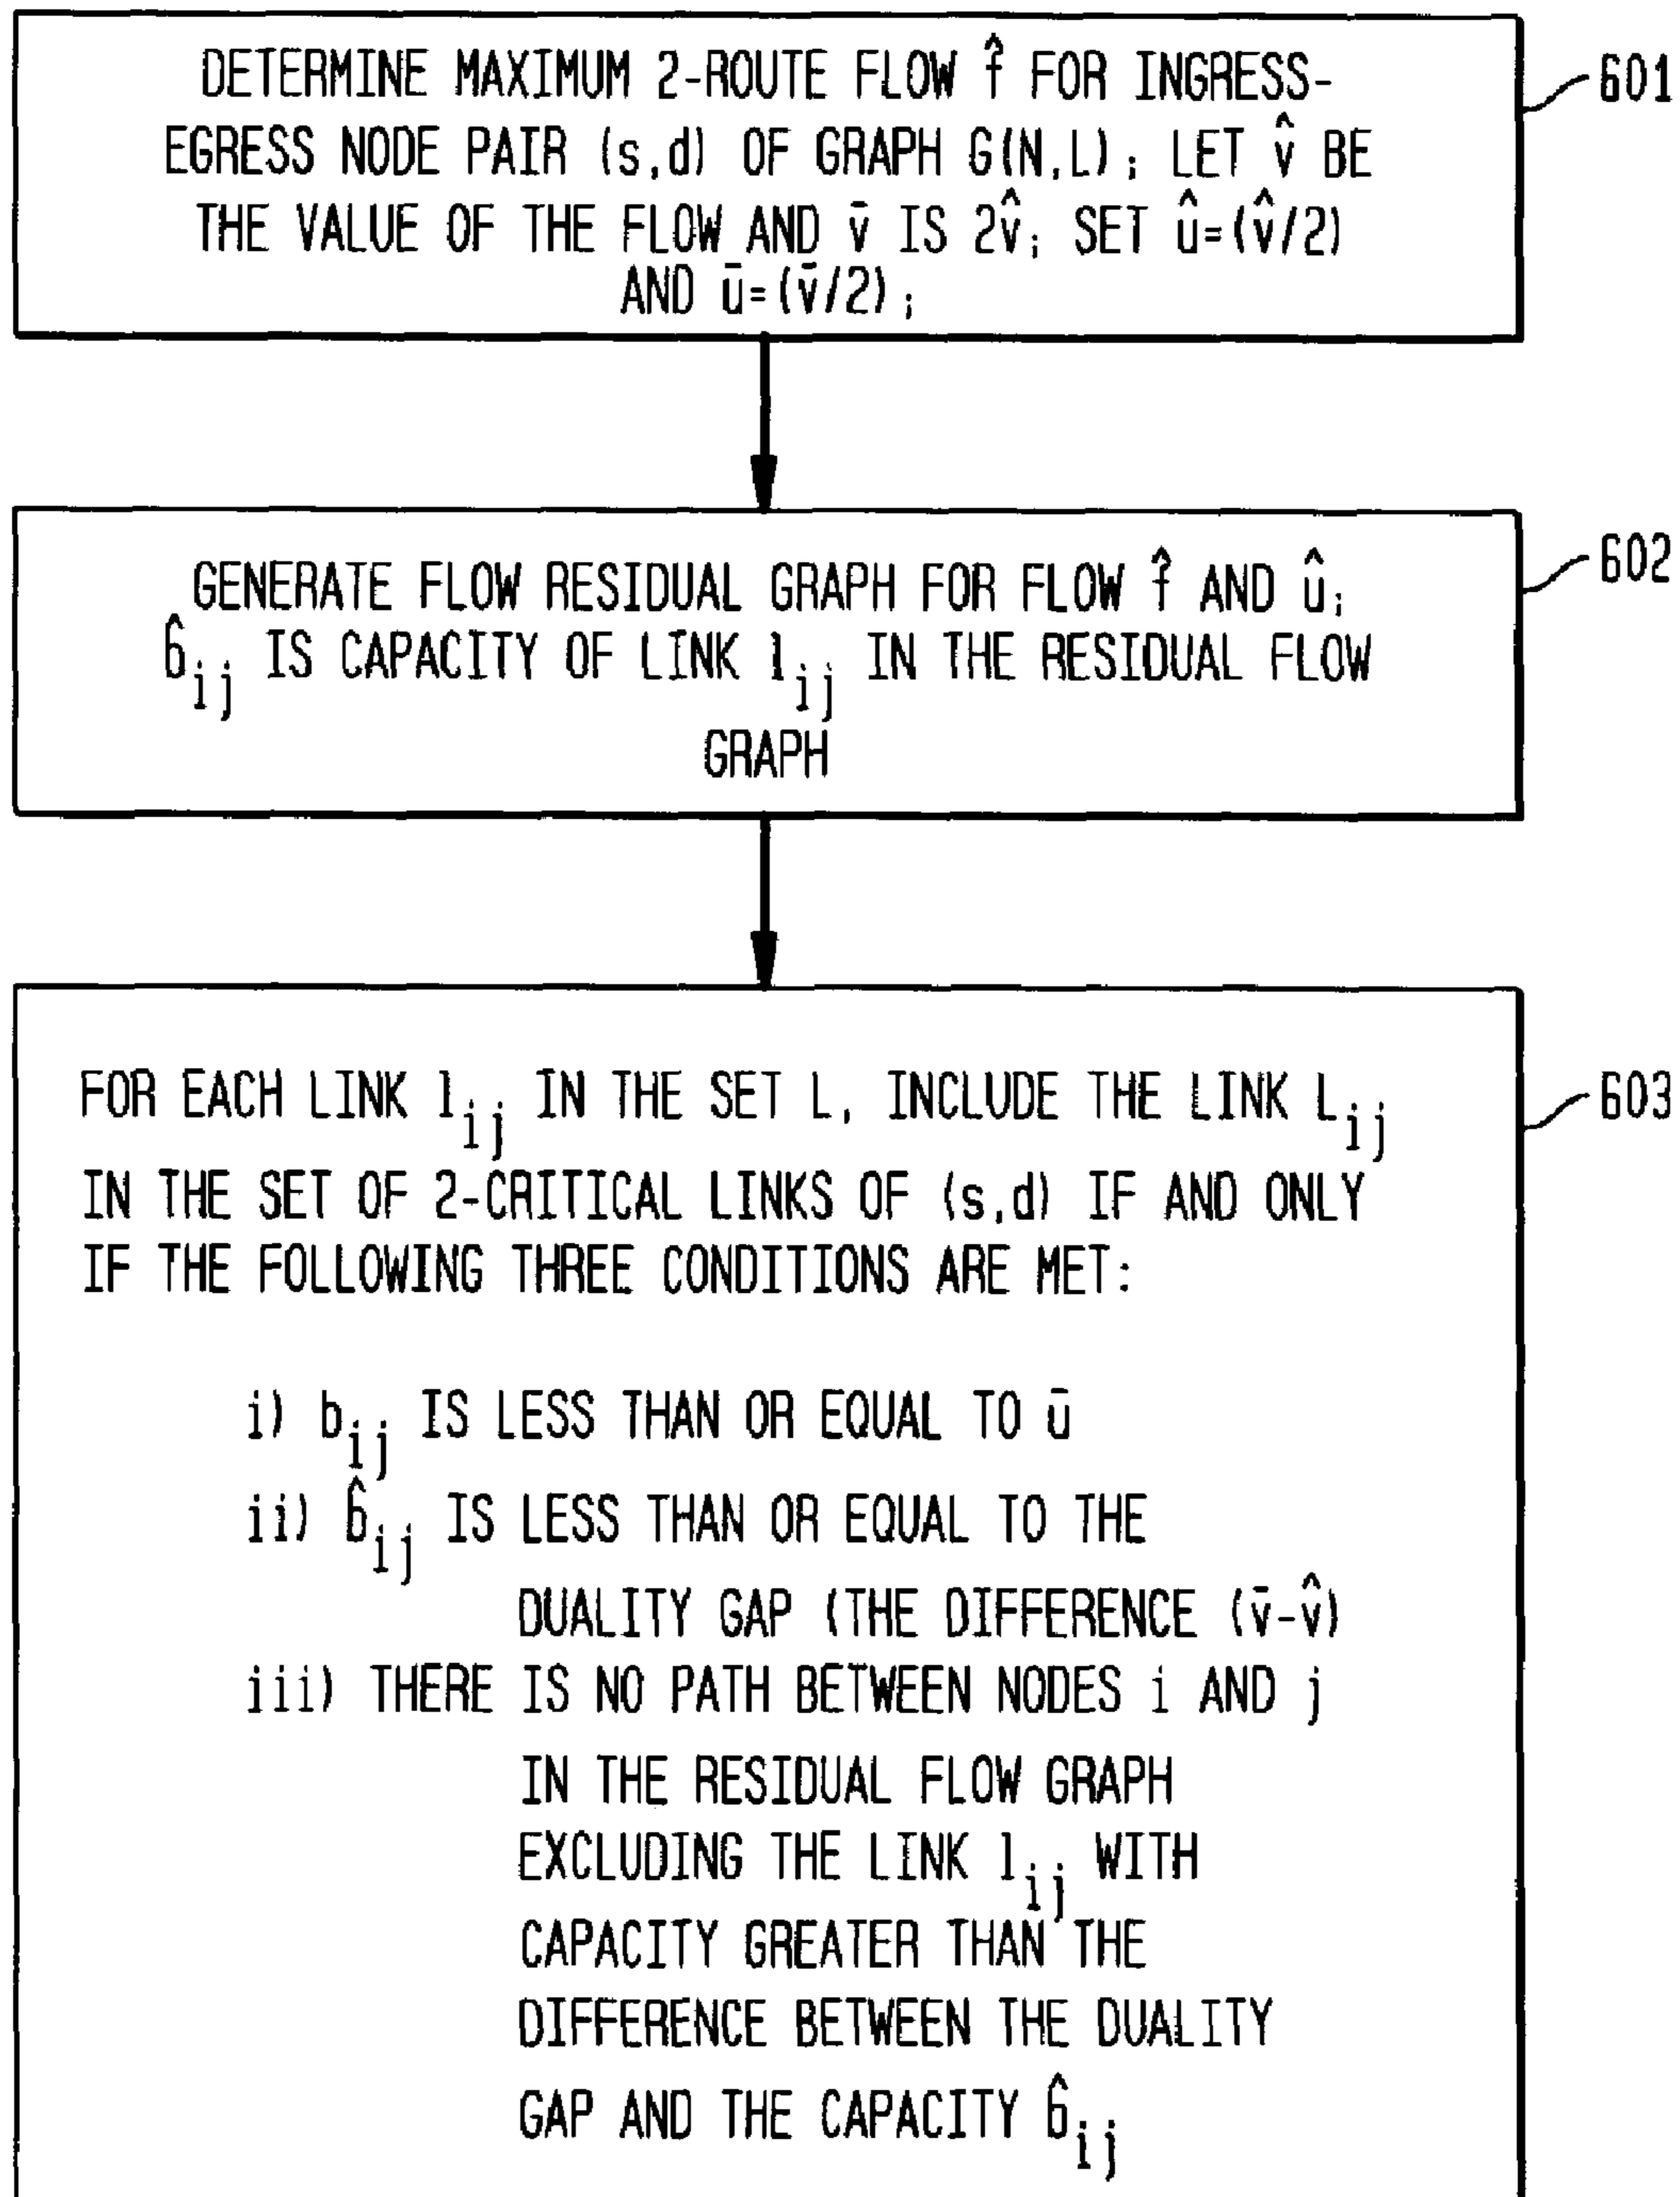 DETERMINE MAXIMUM 2-ROUTE FLOW f̂ FOR INGRESS-
EGRESS NODE PAIR (s,d) OF GRAPH G(N,L); LET v̂ BE
THE VALUE OF THE FLOW AND v̄ IS 2v̂; SET û=(v̂/2)
AND ū=(v̄/2);
601
GENERATE FLOW RESIDUAL GRAPH FOR FLOW f̂ AND û;
b̂ij IS CAPACITY OF LINK lij IN THE RESIDUAL FLOW
GRAPH
602
FOR EACH LINK lij IN THE SET L, INCLUDE THE LINK Lij
IN THE SET OF 2-CRITICAL LINKS OF (s,d) IF AND ONLY
IF THE FOLLOWING THREE CONDITIONS ARE MET:
603
i) bij IS LESS THAN OR EQUAL TO ū
ii) b̂ij IS LESS THAN OR EQUAL TO THE
DUALITY GAP (THE DIFFERENCE (v̄-v̂)
iii) THERE IS NO PATH BETWEEN NODES i AND j
IN THE RESIDUAL FLOW GRAPH
EXCLUDING THE LINK lij WITH
CAPACITY GREATER THAN THE
DIFFERENCE BETWEEN THE DUALITY
GAP AND THE CAPACITY b̂ij